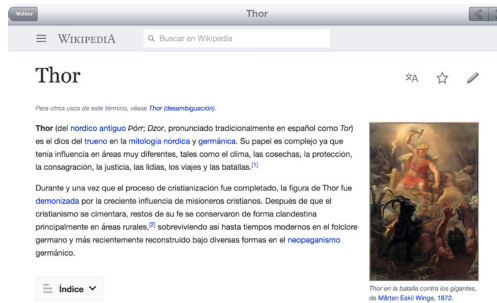 Volver
Thor
WIKIPEDIA
Buscar en Wikipedia
Thor
Para otros usos de este término, véase Thor (desambiguación).
Thor (del nórdico antiguo Þórr; Dzor, pronunciado tradicionalmente en español como Tor)
es el dios del trueno en la mitología nórdica y germánica. Su papel es complejo ya que
tenía influencia en áreas muy diferentes, tales como el clima, las cosechas, la protección,
la consagración, la justicia, las lidias, los viajes y las batallas.[1]
Durante y una vez que el proceso de cristianización fue completado, la figura de Thor fue
demonizada por la creciente influencia de misioneros cristianos. Después de que el
cristianismo se cimentara, restos de su fe se conservaron de forma clandestina
principalmente en áreas rurales,[2] sobreviviendo así hasta tiempos modernos en el folclore
germano y más recientemente reconstruido bajo diversas formas en el neopaganismo
germánico.
Índice
Thor en la batalla contra los gigantes,
de Mårten Eskil Winge, 1872.